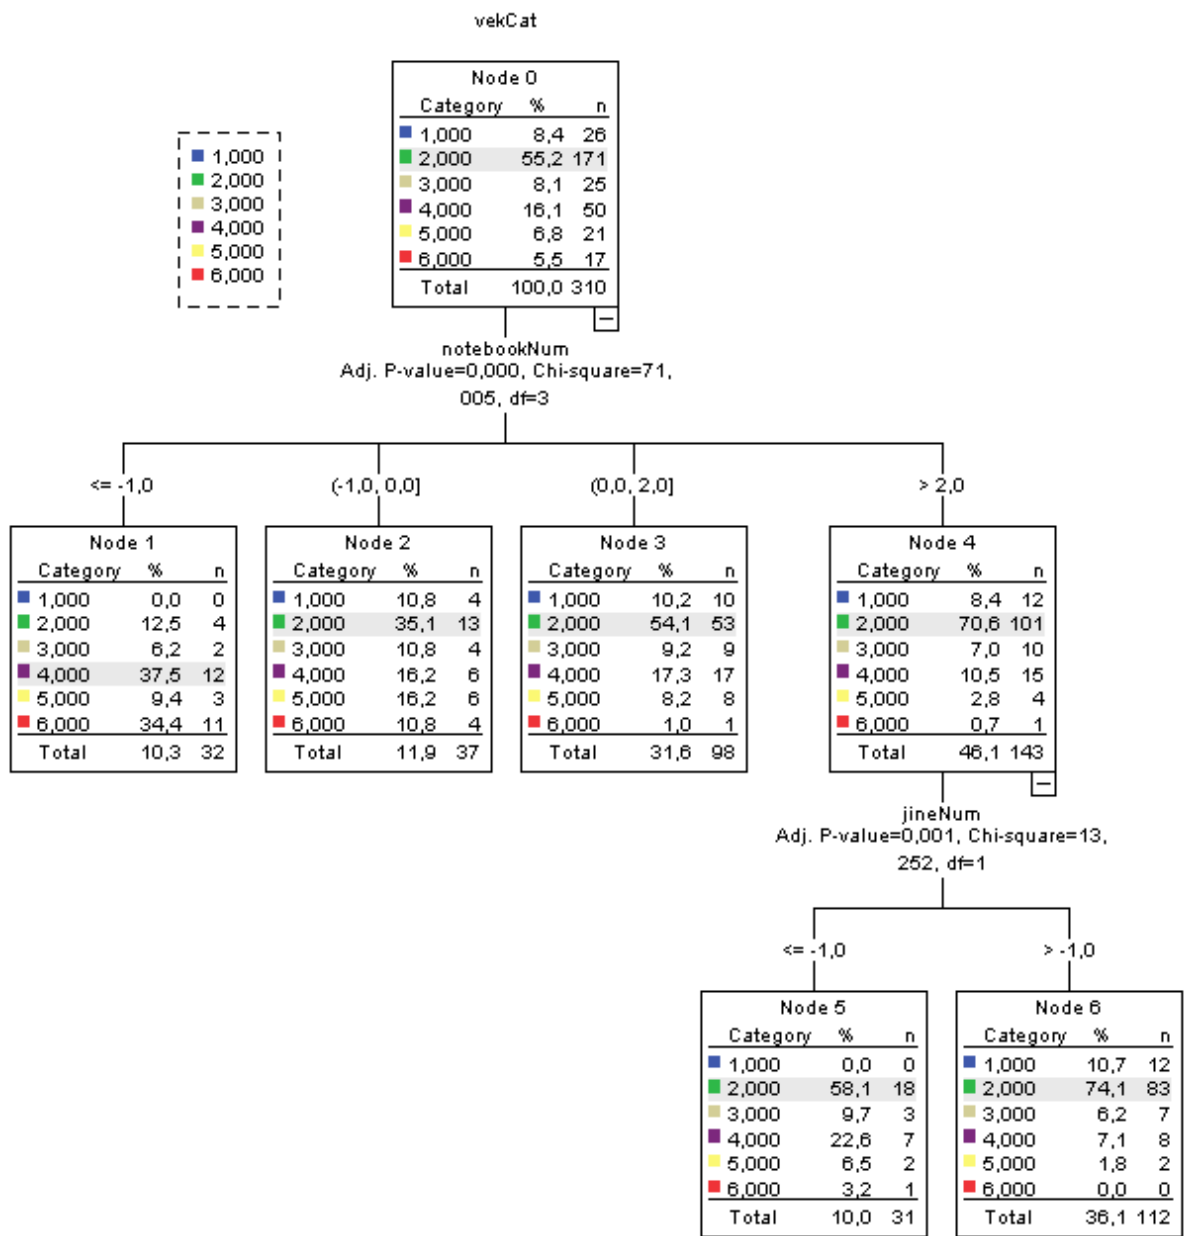 vekCat
Node 0
Category % n
1,000 8,4 26
2,000 55,2 171
3,000 8,1 25
4,000 16,1 50
5,000 6,8 21
6,000 5,5 17
Total 100,0 310
1,000
2,000
3,000
4,000
5,000
6,000
notebookNum
Adj. P-value=0,000, Chi-square=71,
005, df=3
<= -1,0
(-1,0, 0,0]
(0,0, 2,0]
> 2,0
Node 1
Category % n
1,000 0,0 0
2,000 12,5 4
3,000 6,2 2
4,000 37,5 12
5,000 9,4 3
6,000 34,4 11
Total 10,3 32
Node 2
Category % n
1,000 10,8 4
2,000 35,1 13
3,000 10,8 4
4,000 16,2 6
5,000 16,2 6
6,000 10,8 4
Total 11,9 37
Node 3
Category % n
1,000 10,2 10
2,000 54,1 53
3,000 9,2 9
4,000 17,3 17
5,000 8,2 8
6,000 1,0 1
Total 31,6 98
Node 4
Category % n
1,000 8,4 12
2,000 70,6 101
3,000 7,0 10
4,000 10,5 15
5,000 2,8 4
6,000 0,7 1
Total 46,1 143
jineNum
Adj. P-value=0,001, Chi-square=13,
252, df=1
<= -1,0
> -1,0
Node 5
Category % n
1,000 0,0 0
2,000 58,1 18
3,000 9,7 3
4,000 22,6 7
5,000 6,5 2
6,000 3,2 1
Total 10,0 31
Node 6
Category % n
1,000 10,7 12
2,000 74,1 83
3,000 6,2 7
4,000 7,1 8
5,000 1,8 2
6,000 0,0 0
Total 36,1 112